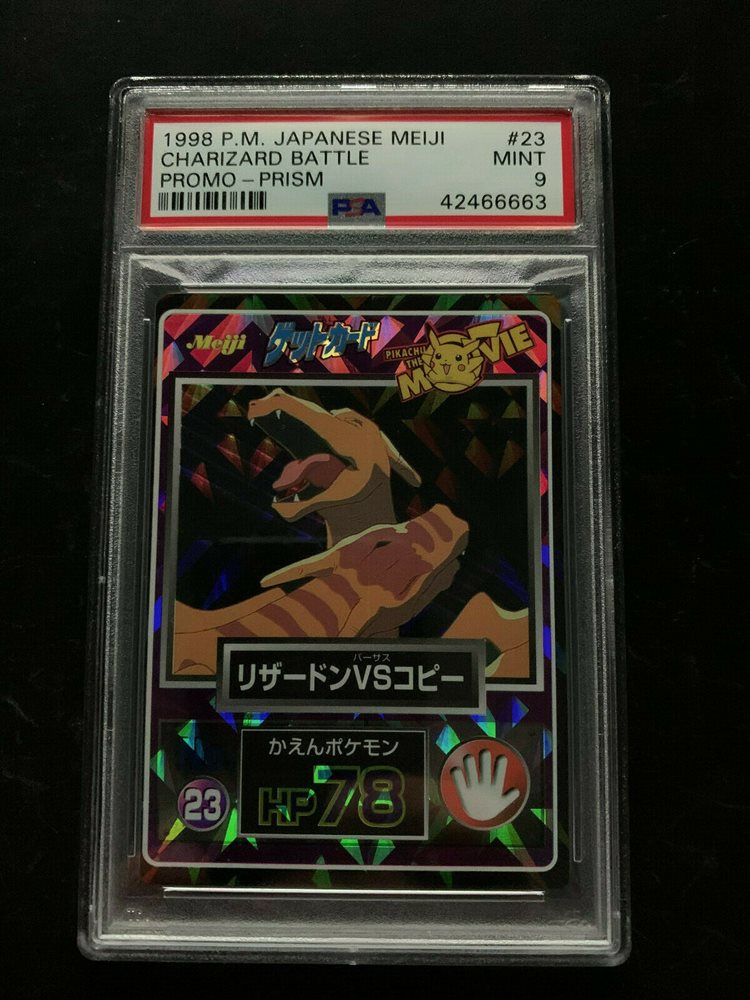 1998 P.M. JAPANESE MEIJI #23
CHARIZARD BATTLE MINT
PROMO – PRISM 9
PSA 42466663
Meiji ゲットカード PIKACHU THE MOVIE
バーサス
リザードンVSコピー
かえんポケモン
HP78
23